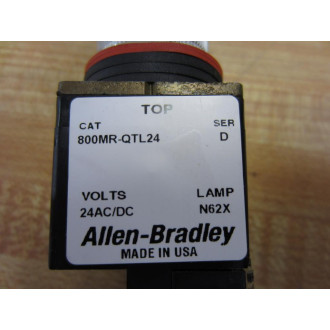 TOP
CAT SER
800MR-QTL24 D
VOLTS LAMP
24AC/DC N62X
Allen-Bradley
MADE IN USA